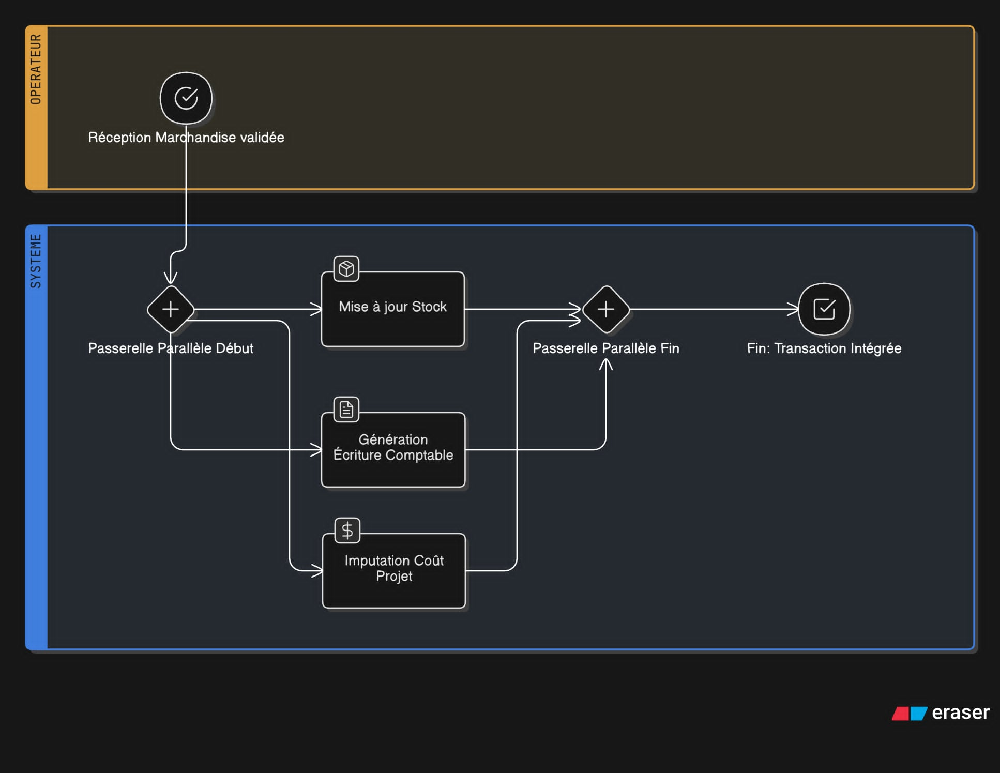 OPERATEUR
Réception Marchandise validée
SYSTEME
Mise à jour Stock
Passerelle Parallèle Début
Passerelle Parallèle Fin
Fin: Transaction Intégrée
Génération
Écriture Comptable
Imputation Coût
Projet
eraser